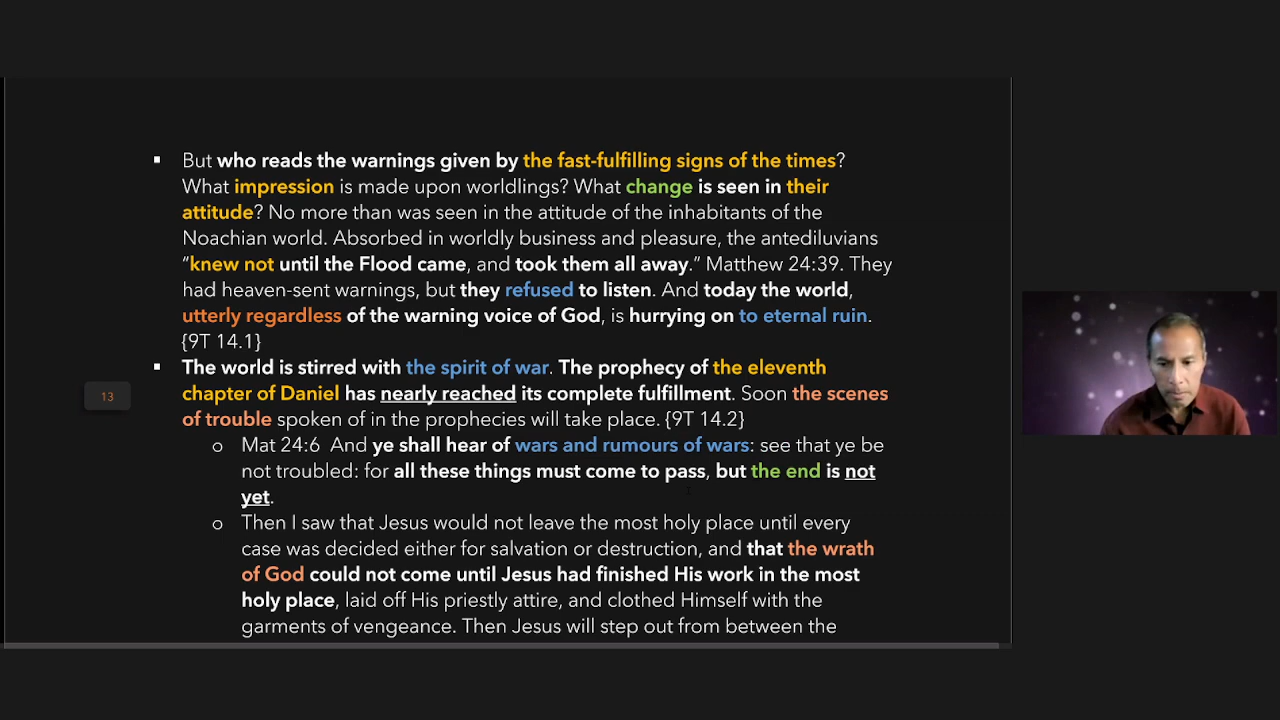 ▪ But who reads the warnings given by the fast-fulfilling signs of the times?
What impression is made upon worldlings? What change is seen in their
attitude? No more than was seen in the attitude of the inhabitants of the
Noachian world. Absorbed in worldly business and pleasure, the antediluvians
“knew not until the Flood came, and took them all away.” Matthew 24:39. They
had heaven-sent warnings, but they refused to listen. And today the world,
utterly regardless of the warning voice of God, is hurrying on to eternal ruin.
{9T 14.1}
▪ The world is stirred with the spirit of war. The prophecy of the eleventh
chapter of Daniel has nearly reached its complete fulfillment. Soon the scenes
of trouble spoken of in the prophecies will take place. {9T 14.2}
13
o Mat 24:6 And ye shall hear of wars and rumours of wars: see that ye be
not troubled: for all these things must come to pass, but the end is not
yet.
o Then I saw that Jesus would not leave the most holy place until every
case was decided either for salvation or destruction, and that the wrath
of God could not come until Jesus had finished His work in the most
holy place, laid off His priestly attire, and clothed Himself with the
garments of vengeance. Then Jesus will step out from between the